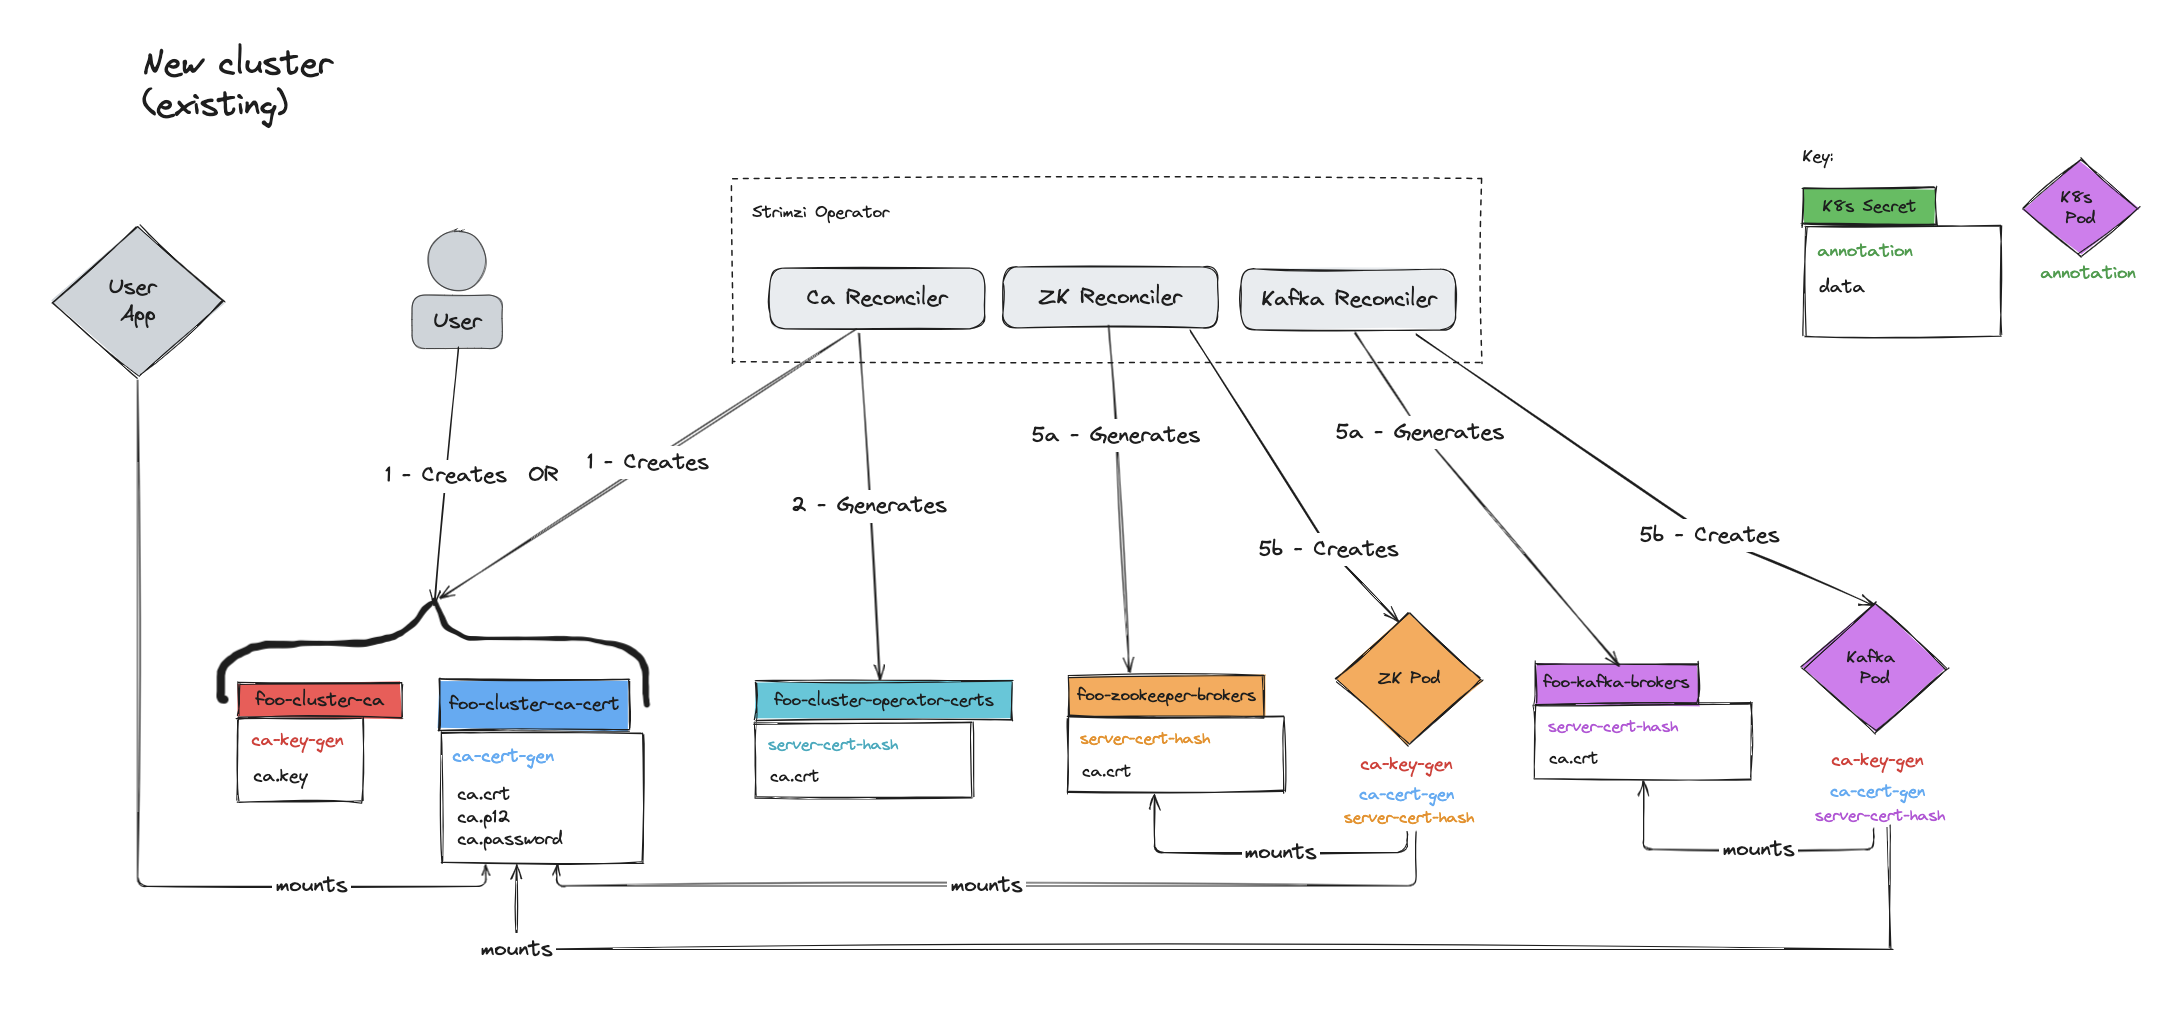 New cluster
(existing)
Key:
K8s Secret
annotation
data
K8s
Pod
annotation
Strimzi Operator
Ca Reconciler
ZK Reconciler
Kafka Reconciler
User
App
User
1 - Creates
OR
1 - Creates
2 - Generates
5a - Generates
5b - Creates
5a - Generates
5b - Creates
foo-cluster-ca
ca-key-gen
ca.key
foo-cluster-ca-cert
ca-cert-gen
ca.crt
ca.p12
ca.password
foo-cluster-operator-certs
server-cert-hash
ca.crt
foo-zookeeper-brokers
server-cert-hash
ca.crt
ZK Pod
ca-key-gen
ca-cert-gen
server-cert-hash
foo-kafka-brokers
server-cert-hash
ca.crt
Kafka
Pod
ca-key-gen
ca-cert-gen
server-cert-hash
mounts
mounts
mounts
mounts
mounts